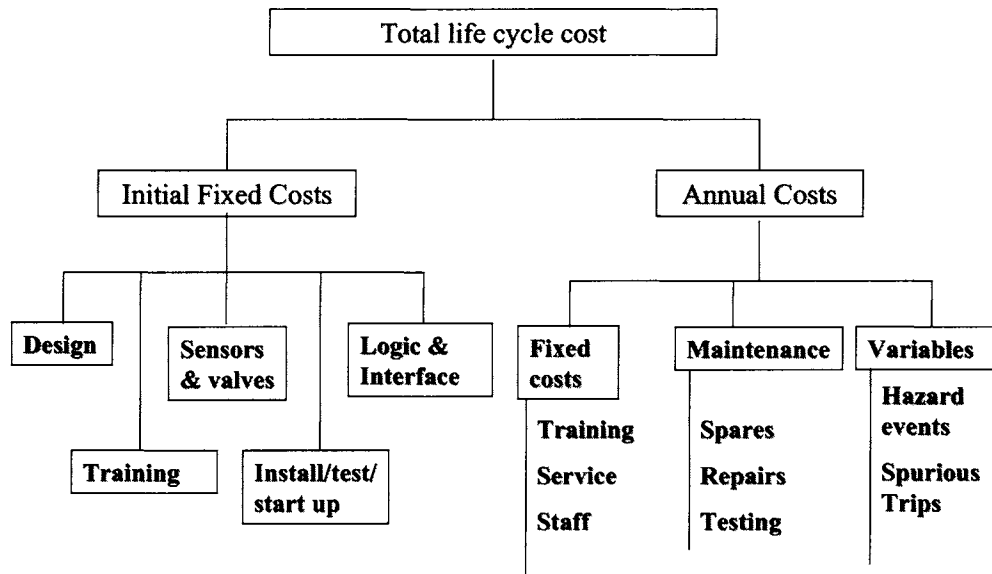 Total life cycle cost
Initial Fixed Costs
Annual Costs
Design
Sensors
& valves
Logic &
Interface
Training
Install/test/
start up
Fixed
costs
Training
Service
Staff
Maintenance
Spares
Repairs
Testing
Variables
Hazard
events
Spurious
Trips